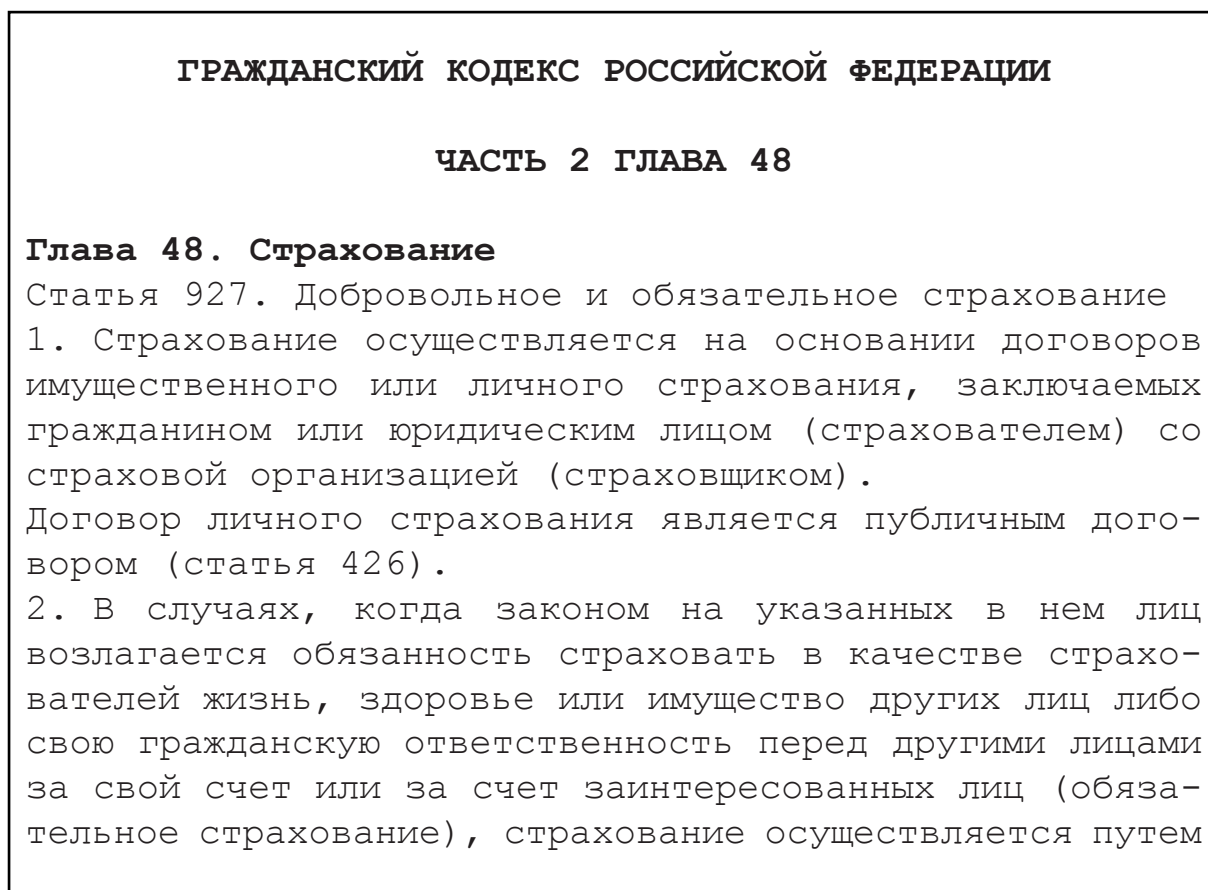 ГРАЖДАНСКИЙ КОДЕКС РОССИЙСКОЙ ФЕДЕРАЦИИ
ЧАСТЬ 2 ГЛАВА 48
Глава 48. Страхование
Статья 927. Добровольное и обязательное страхование
1. Страхование осуществляется на основании договоров
имущественного или личного страхования, заключаемых
гражданином или юридическим лицом (страхователем) со
страховой организацией (страховщиком).
Договор личного страхования является публичным дого-
вором (статья 426).
2. В случаях, когда законом на указанных в нем лиц
возлагается обязанность страховать в качестве страхо-
вателей жизнь, здоровье или имущество других лиц либо
свою гражданскую ответственность перед другими лицами
за свой счет или за счет заинтересованных лиц (обяза-
тельное страхование), страхование осуществляется путем